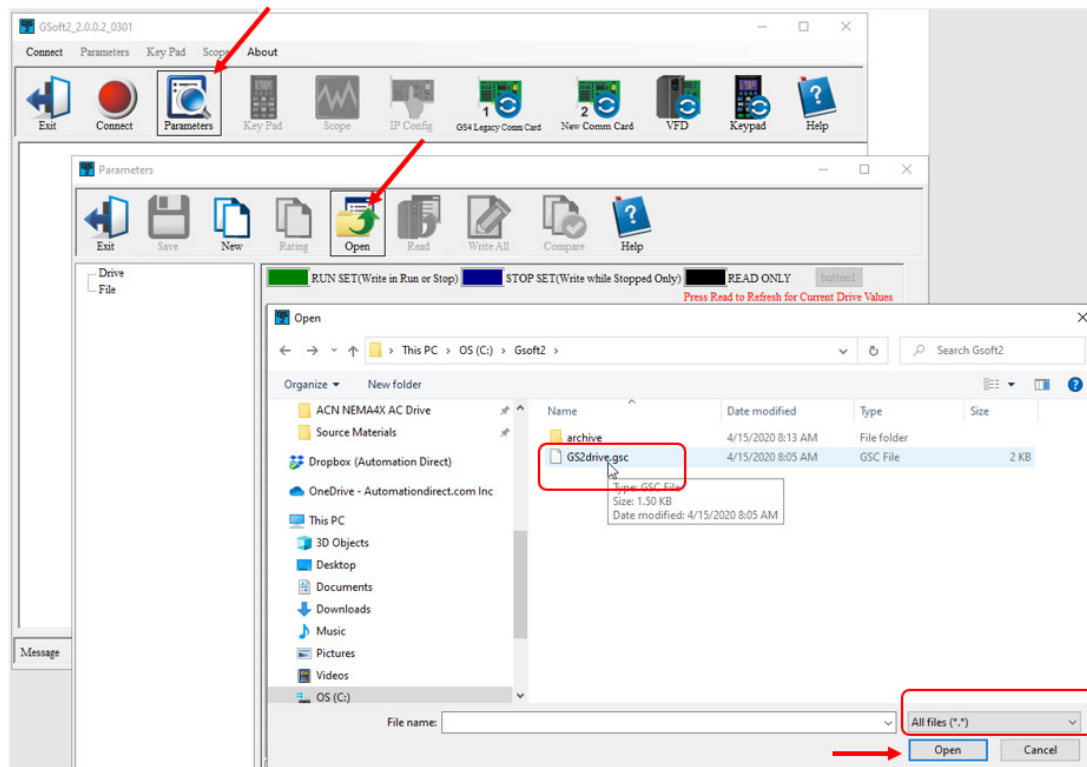 GSoft2_2.0.0.2_0301
Connect Parameters Key Pad Scope About
Exit Connect Parameters Key Pad Scope IP Config 1 GS4 Legacy Comm Card 2 New Comm Card VFD Keypad Help
Parameters
Exit Save New Rating Open Read Write All Compare Help
Drive
File
RUN SET(Write in Run or Stop) STOP SET(Write while Stopped Only) READ ONLY button1
Press Read to Refresh for Current Drive Values
Open
This PC > OS (C:) > Gsoft2 >
Search Gsoft2
Organize New folder
Name Date modified Type Size
ACN NEMA4X AC Drive
Source Materials
Dropbox (Automation Direct)
OneDrive - Automationdirect.com Inc
This PC
3D Objects
Desktop
Documents
Downloads
Music
Pictures
Videos
OS (C:)
archive 4/15/2020 8:13 AM File folder
GS2drive.gsc 4/15/2020 8:05 AM GSC File 2 KB
Type: GSC File
Size: 1.50 KB
Date modified: 4/15/2020 8:05 AM
Message
File name: All files (*.*)
Open Cancel